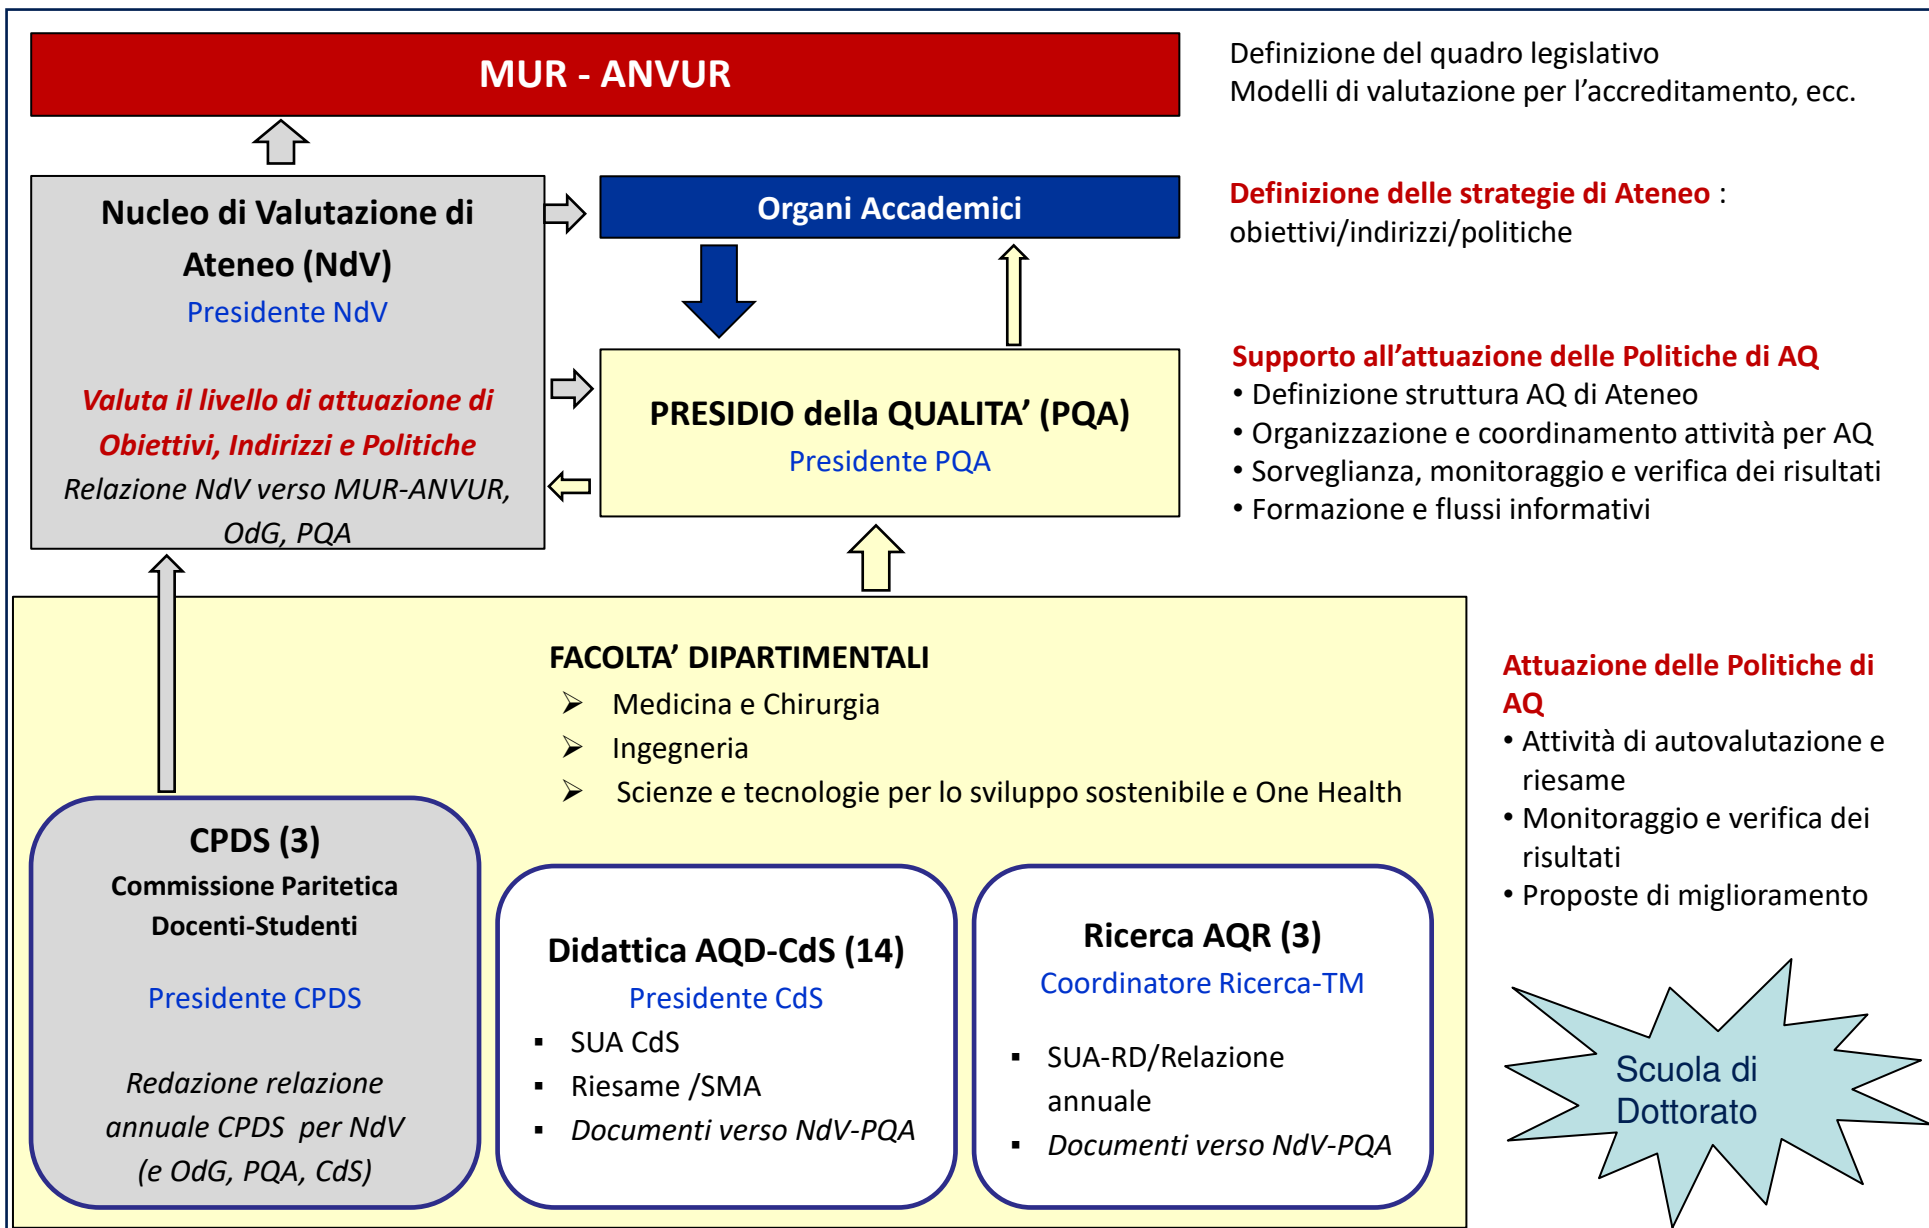 MUR - ANVUR
Definizione del quadro legislativo
Modelli di valutazione per l’accreditamento, ecc.
Nucleo di Valutazione di
Ateneo (NdV)
Presidente NdV
Valuta il livello di attuazione di
Obiettivi, Indirizzi e Politiche
Relazione NdV verso MUR-ANVUR,
OdG, PQA
Organi Accademici
Definizione delle strategie di Ateneo :
obiettivi/indirizzi/politiche
PRESIDIO della QUALITA’ (PQA)
Presidente PQA
Supporto all’attuazione delle Politiche di AQ
• Definizione struttura AQ di Ateneo
• Organizzazione e coordinamento attività per AQ
• Sorveglianza, monitoraggio e verifica dei risultati
• Formazione e flussi informativi
FACOLTA’ DIPARTIMENTALI
➢ Medicina e Chirurgia
➢ Ingegneria
➢ Scienze e tecnologie per lo sviluppo sostenibile e One Health
Attuazione delle Politiche di
AQ
• Attività di autovalutazione e
riesame
• Monitoraggio e verifica dei
risultati
• Proposte di miglioramento
CPDS (3)
Commissione Paritetica
Docenti-Studenti
Presidente CPDS
Redazione relazione
annuale CPDS per NdV
(e OdG, PQA, CdS)
Didattica AQD-CdS (14)
Presidente CdS
▪ SUA CdS
▪ Riesame /SMA
▪ Documenti verso NdV-PQA
Ricerca AQR (3)
Coordinatore Ricerca-TM
▪ SUA-RD/Relazione
annuale
▪ Documenti verso NdV-PQA
Scuola di
Dottorato